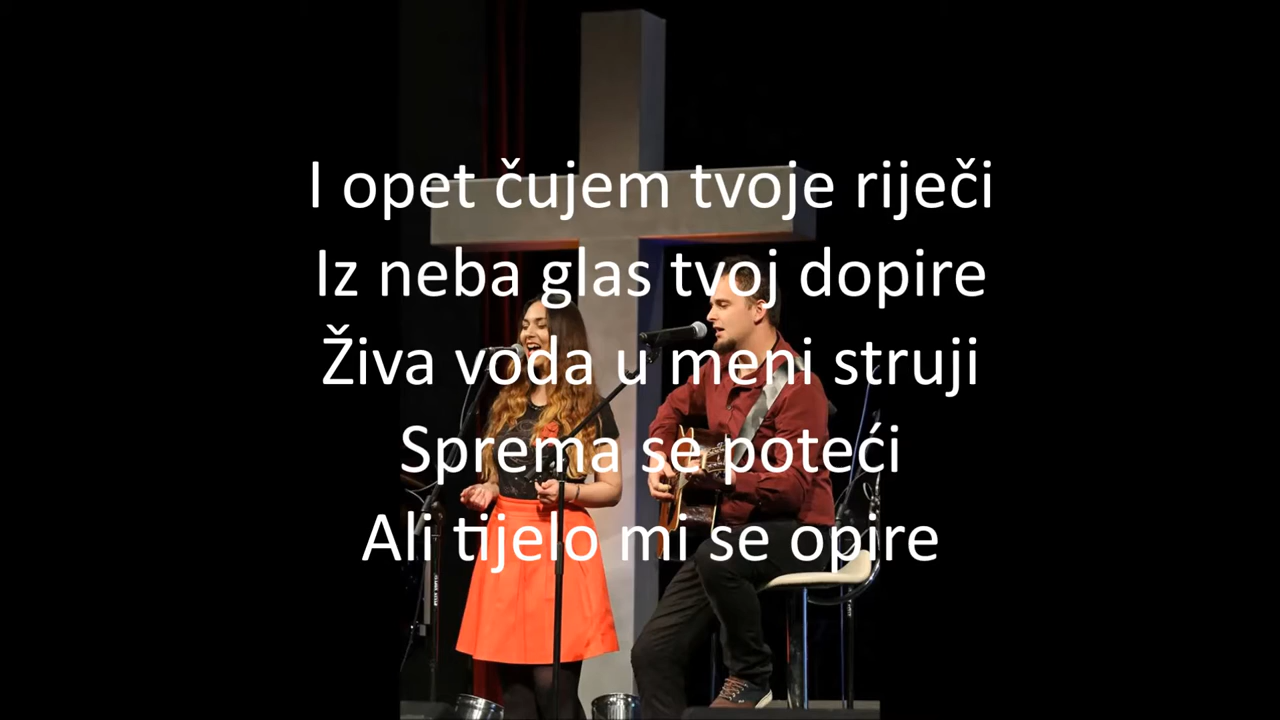 I opet čujem tvoje riječi
Iz neba glas tvoj dopire
Živa voda u meni struji
Sprema se poteći
Ali tijelo mi se opire